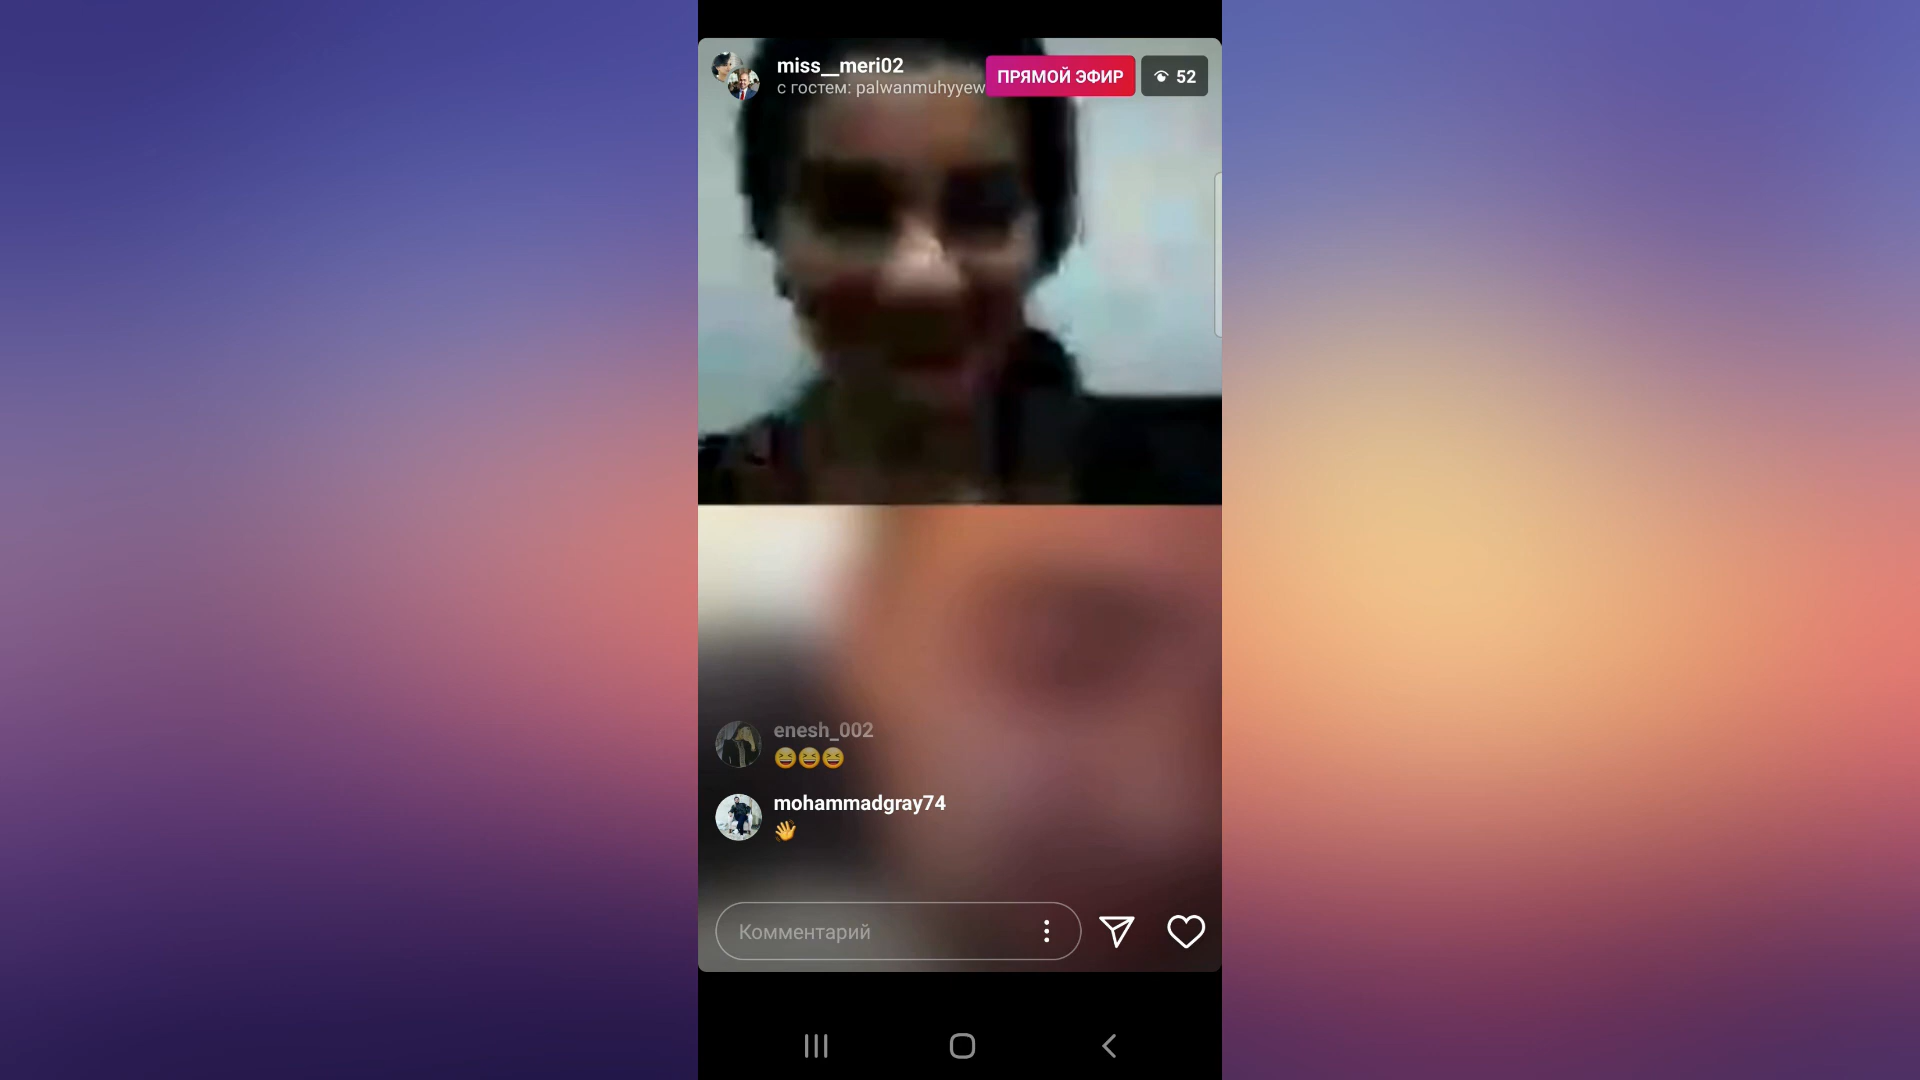 miss__meri02
с гостем: palwanmuhyyew
ПРЯМОЙ ЭФИР
52
enesh_002
😆😆😆
mohammadgray74
👋
Комментарий